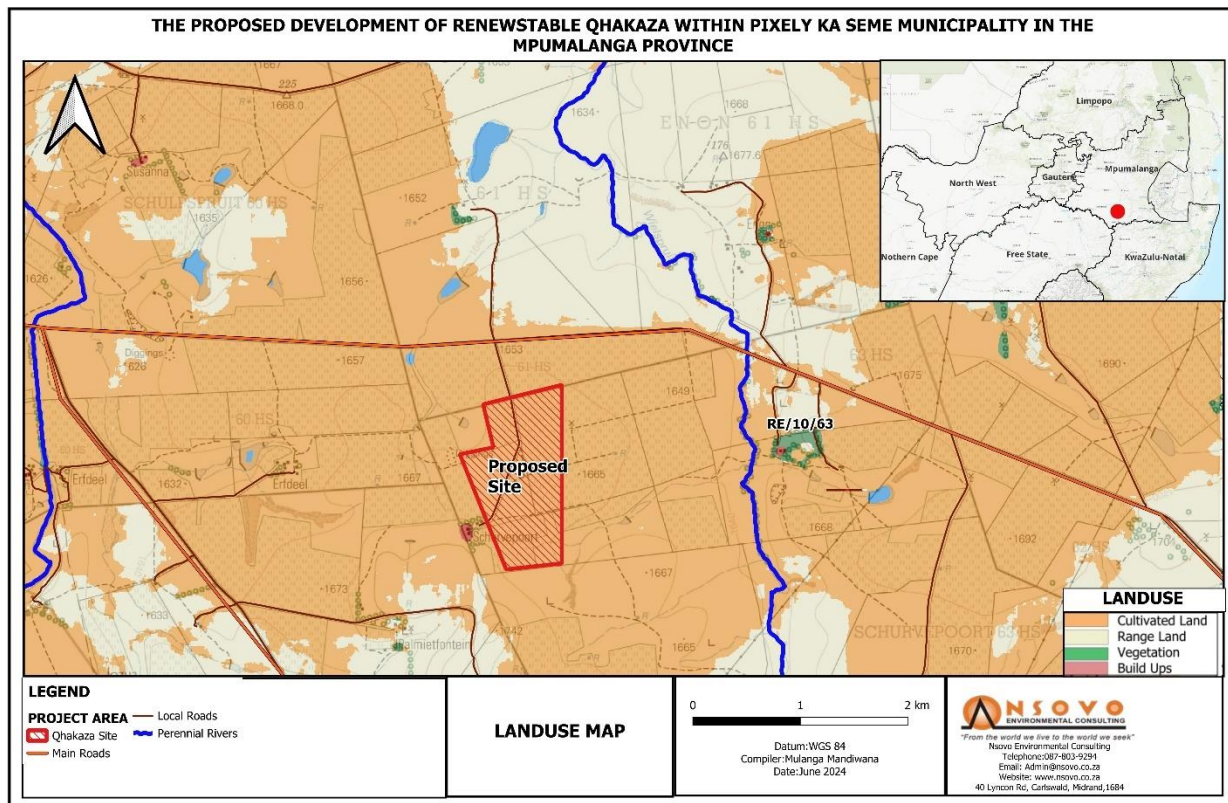 THE PROPOSED DEVELOPMENT OF RENEWSTABLE QHAKAZA WITHIN PIXELY KA SEME MUNICIPALITY IN THE
MPUMALANGA PROVINCE
1667
225
1668.0
Susanna
SCHULPSPRUIT 60 HS
1635
1652
61 HS
1634
1668
ENON 61 HS
176
1677.6
1626
1656
Diggings
1628
1657
1653
61 HS
1649
63 HS
1675
1690
60 HS
RE/10/63
Proposed
Site
Erfdeel
1632
Erfdeel
1667
1665
1668
1692
1704
1673
1667
1633
Palmietfontein
1642
1665
SCHURVEPOORT 63 HS
1670
Limpopo
North West
Gauteng
Mpumalanga
Nothern Cape
Free State
KwaZulu-Natal
LANDUSE
Cultivated Land
Range Land
Vegetation
Build Ups
LEGEND
PROJECT AREA
Qhakaza Site
Main Roads
Local Roads
Perennial Rivers
LANDUSE MAP
0 1 2 km
Datum:WGS 84
Compiler:Mulanga Mandiwana
Date:June 2024
NSOVO
ENVIRONMENTAL CONSULTING
"From the world we live to the world we seek"
Nsovo Environmental Consulting
Telephone:087-803-9294
Email: Admin@nsovo.co.za
Website: www.nsovo.co.za
40 Lyncon Rd, Carlswald, Midrand,1684